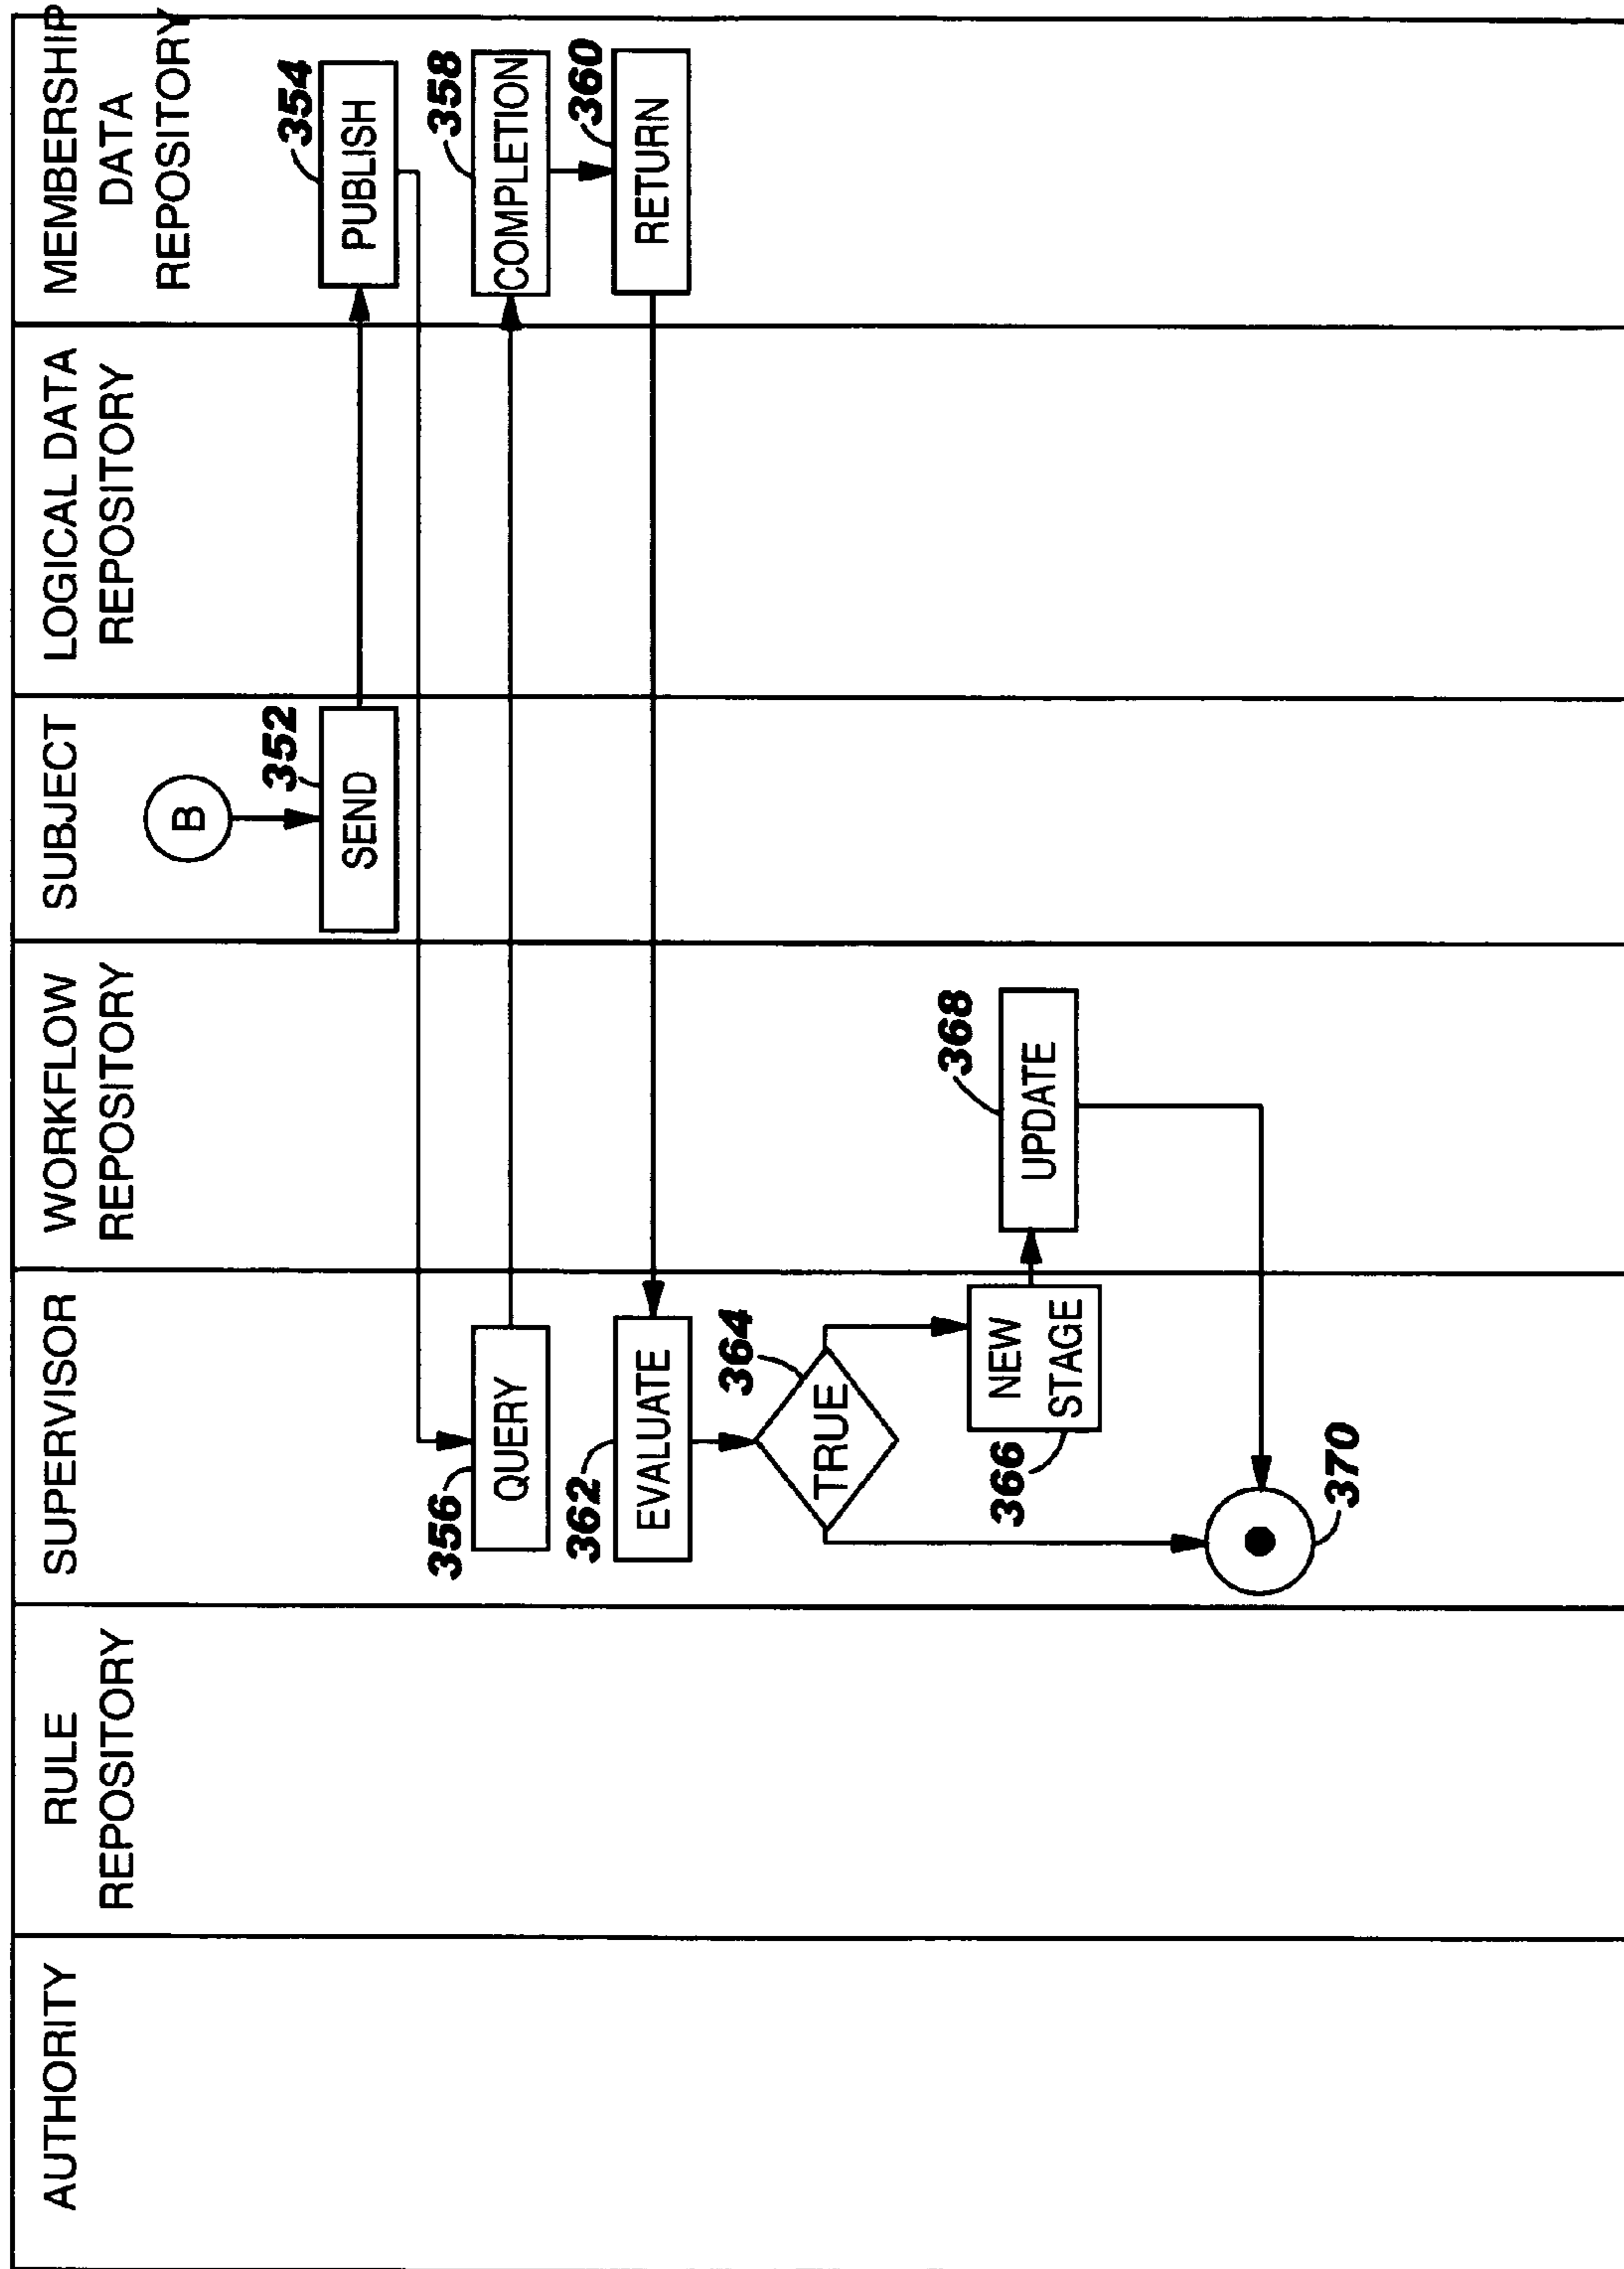 AUTHORITY
RULE
REPOSITORY
SUPERVISOR
WORKFLOW
REPOSITORY
SUBJECT
LOGICAL DATA
REPOSITORY
MEMBERSHIP
DATA
REPOSITORY
B
352
SEND
354
PUBLISH
356
QUERY
358
COMPLETION
360
RETURN
362
EVALUATE
364
TRUE
366
NEW
STAGE
368
UPDATE
370